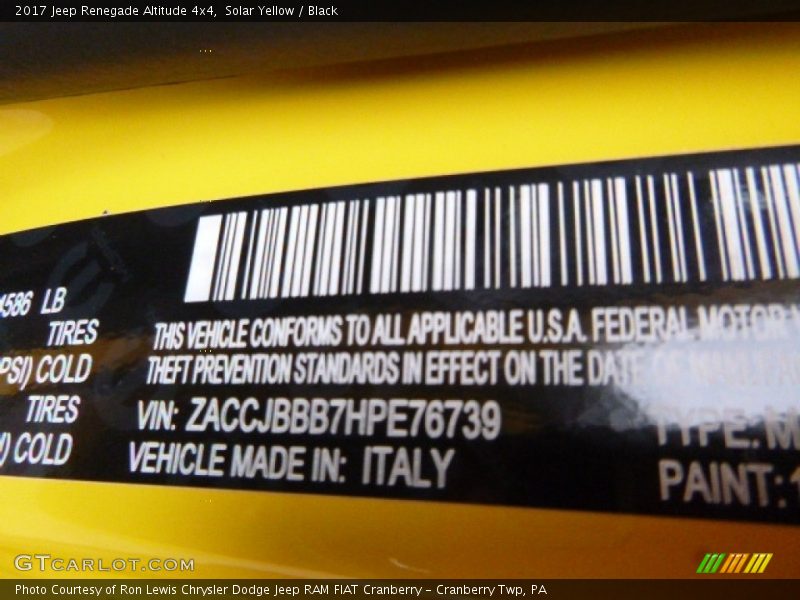 2017 Jeep Renegade Altitude 4x4, Solar Yellow / Black
4586 LB
TIRES
PSI) COLD
TIRES
) COLD
THIS VEHICLE CONFORMS TO ALL APPLICABLE U.S.A. FEDERAL MOTOR
THEFT PREVENTION STANDARDS IN EFFECT ON THE DATE
VIN: ZACCJBBB7HPE76739
TYPE: M
VEHICLE MADE IN: ITALY
PAINT:
GTCARLOT.COM
Photo Courtesy of Ron Lewis Chrysler Dodge Jeep RAM FIAT Cranberry – Cranberry Twp, PA